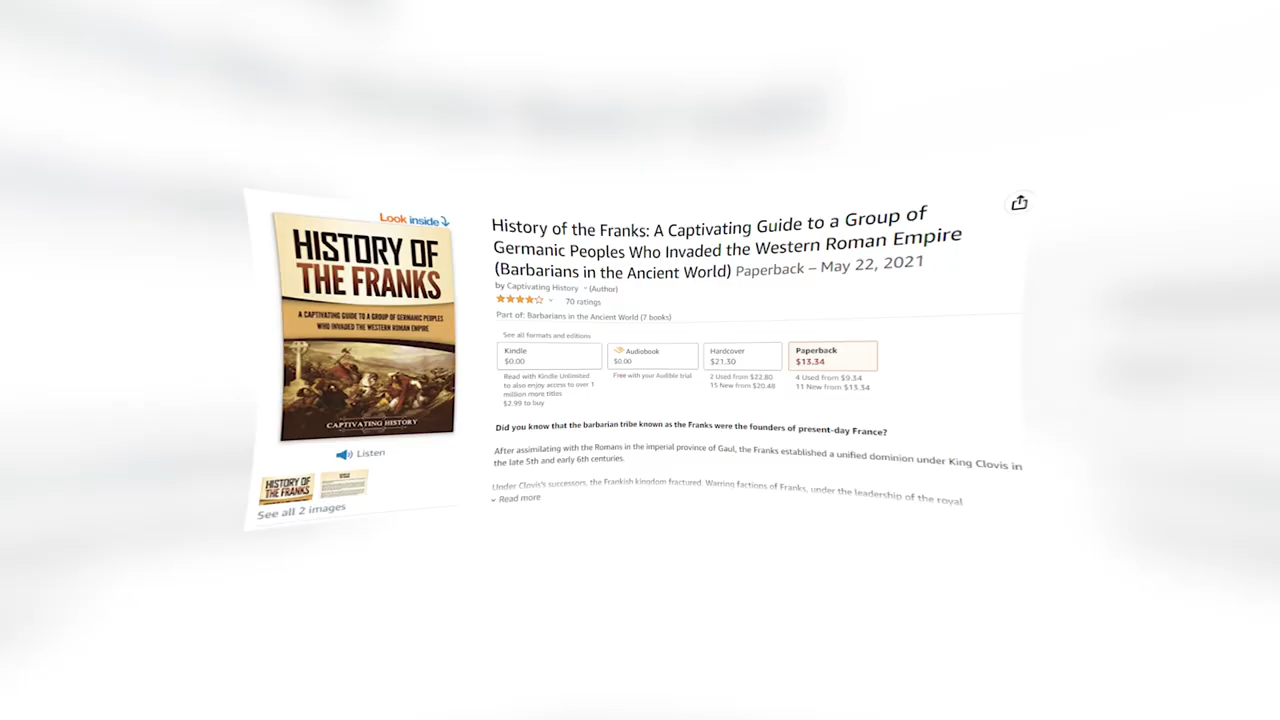 Look inside
HISTORY OF
THE FRANKS
A CAPTIVATING GUIDE TO A GROUP OF GERMANIC PEOPLES
WHO INVADED THE WESTERN ROMAN EMPIRE
CAPTIVATING HISTORY
Listen
HISTORY OF
THE FRANKS
See all 2 images
History of the Franks: A Captivating Guide to a Group of
Germanic Peoples Who Invaded the Western Roman Empire
(Barbarians in the Ancient World) Paperback – May 22, 2021
by Captivating History (Author)
70 ratings
Part of: Barbarians in the Ancient World (7 books)
See all formats and editions
Kindle
$0.00
Read with Kindle Unlimited
to also enjoy access to over 1
million more titles
$2.99 to buy
Audiobook
$0.00
Free with your Audible trial
Hardcover
$21.30
2 Used from $22.80
15 New from $20.48
Paperback
$13.34
4 Used from $9.34
11 New from $13.34
Did you know that the barbarian tribe known as the Franks were the founders of present-day France?
After assimilating with the Romans in the imperial province of Gaul, the Franks established a unified dominion under King Clovis in
the late 5th and early 6th centuries.
Under Clovis's successors, the Frankish kingdom fractured. Warring factions of Franks, under the leadership of the royal
Read more